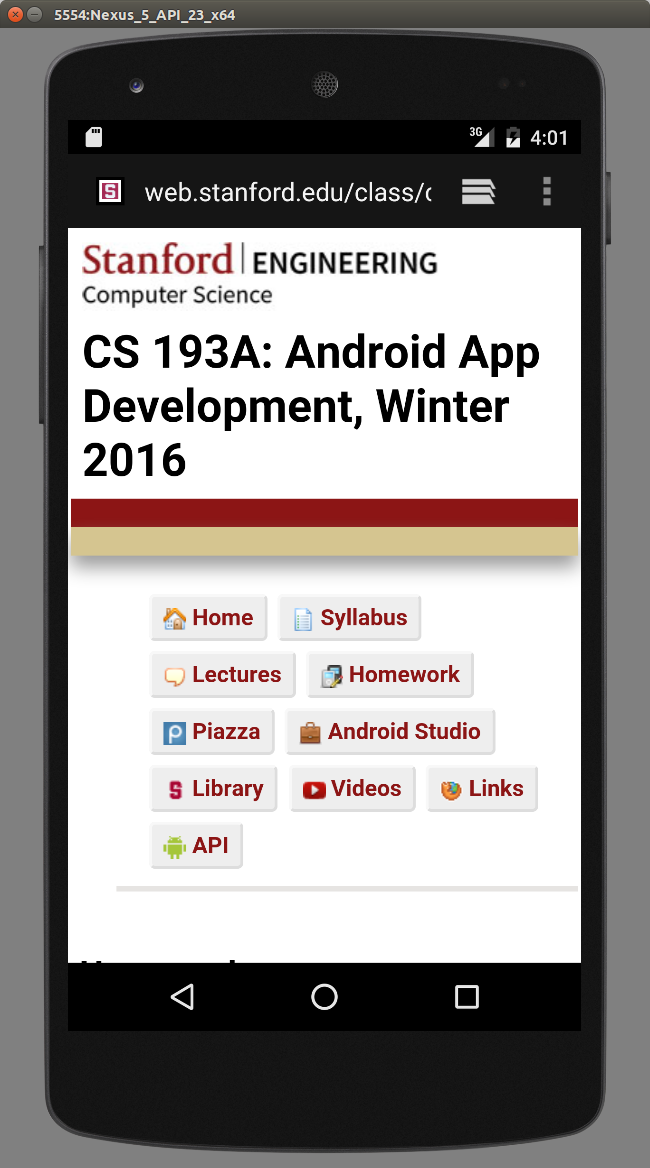 5554:Nexus_5_API_23_x64
3G 4:01
web.stanford.edu/class/c
Stanford ENGINEERING
Computer Science
CS 193A: Android App
Development, Winter
2016
Home Syllabus
Lectures Homework
Piazza Android Studio
Library Videos Links
API